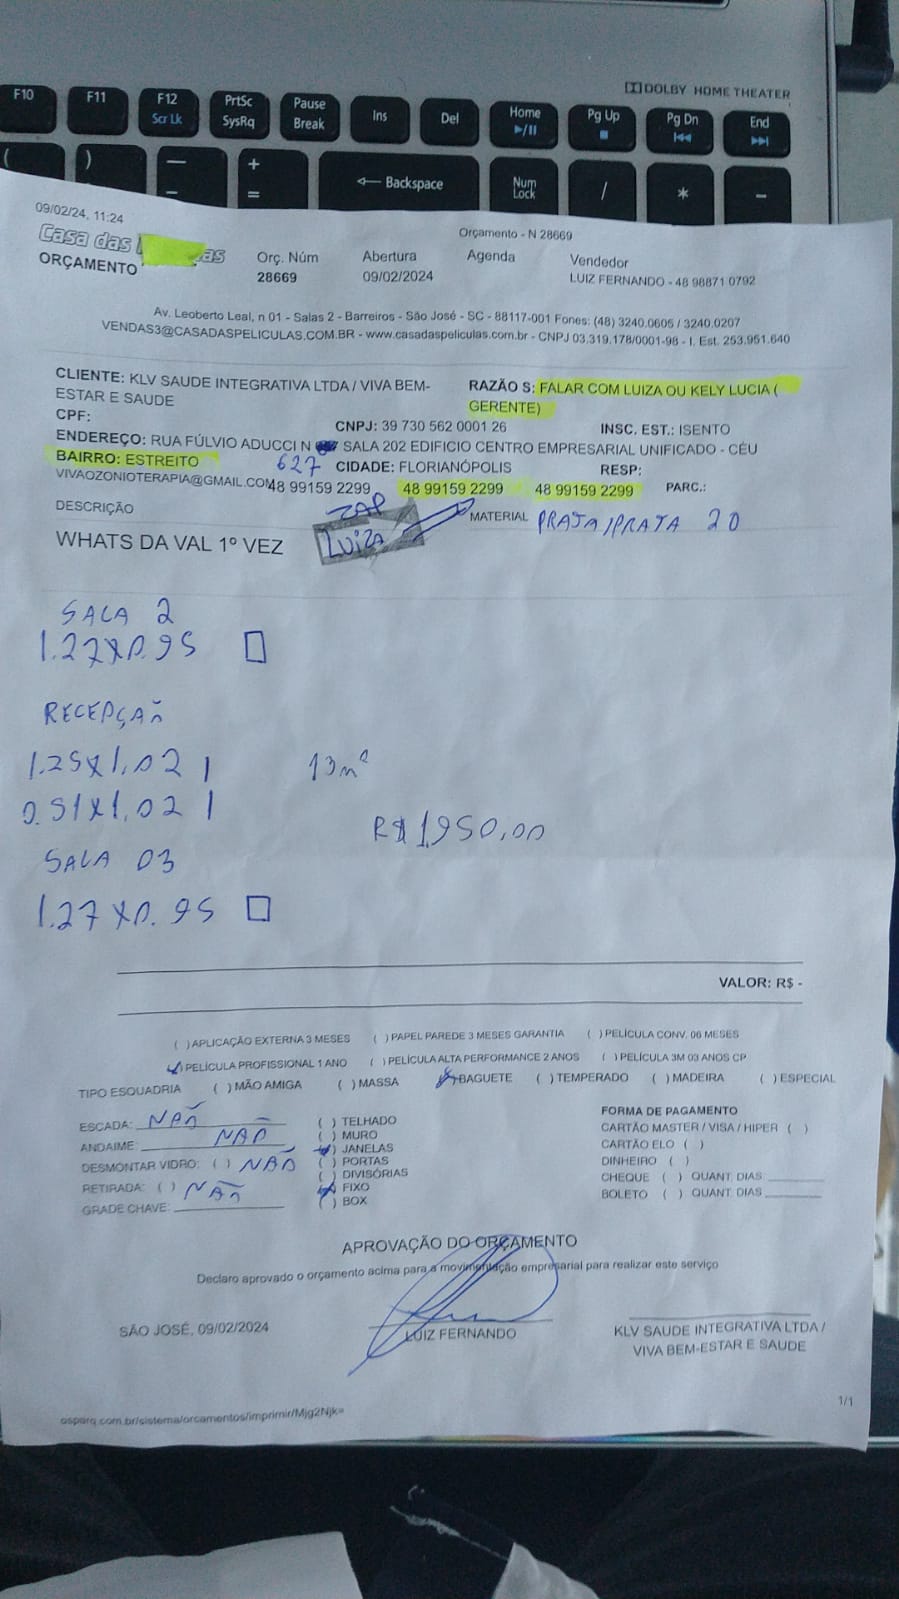 DOLBY HOME THEATER
F10 F11 F12 PrtSc Pause Ins Del Home Pg Up Pg Dn End
Scr Lk SysRq Break
( ) — + ← Backspace Num / * –
_ = Lock
09/02/24, 11:24 Orçamento - N 28669
Casa das
ORÇAMENTO
Orç. Núm Abertura Agenda Vendedor
28669 09/02/2024 LUIZ FERNANDO - 48 98871 0792
Av. Leoberto Leal, n 01 - Salas 2 - Barreiros - São José - SC - 88117-001 Fones: (48) 3240.0605 / 3240.0207
VENDAS3@CASADASPELICULAS.COM.BR - www.casadaspeliculas.com.br - CNPJ 03.319.178/0001-98 - I. Est. 253.951.640
CLIENTE: KLV SAUDE INTEGRATIVA LTDA / VIVA BEM-
ESTAR E SAUDE
RAZÃO S: FALAR COM LUIZA OU KELY LUCIA (
GERENTE)
CPF: CNPJ: 39 730 562 0001 26 INSC. EST.: ISENTO
ENDEREÇO: RUA FÚLVIO ADUCCI N SALA 202 EDIFICIO CENTRO EMPRESARIAL UNIFICADO - CÉU
BAIRRO: ESTREITO 627 CIDADE: FLORIANÓPOLIS RESP:
VIVAOZONIOTERAPIA@GMAIL.COM 48 99159 2299 48 99159 2299 48 99159 2299 PARC.:
DESCRIÇÃO ZAP MATERIAL PRATA/PRATA 20
WHATS DA VAL 1º VEZ LUIZA
SALA 2
1.27X0.95 □
RECEPÇAÕ
1.25X1,02 1 13m²
0.51X1,02 1
R$1,950,00
SALA 03
1.27X0.95 □
VALOR: R$ -
( )APLICAÇÃO EXTERNA 3 MESES ( )PAPEL PAREDE 3 MESES GARANTIA ( )PELÍCULA CONV. 06 MESES
( )PELÍCULA PROFISSIONAL 1 ANO ( )PELÍCULA ALTA PERFORMANCE 2 ANOS ( )PELÍCULA 3M 03 ANOS CP
TIPO ESQUADRIA ( )MÃO AMIGA ( )MASSA ( )BAGUETE ( )TEMPERADO ( )MADEIRA ( )ESPECIAL
ESCADA: NAÕ
ANDAIME: NAÕ
DESMONTAR VIDRO: ( ) NAÕ
RETIRADA: ( ) NAÕ
GRADE CHAVE:
( ) TELHADO
( ) MURO
( ) JANELAS
( ) PORTAS
( ) DIVISÓRIAS
( ) FIXO
( ) BOX
FORMA DE PAGAMENTO
CARTÃO MASTER / VISA / HIPER ( )
CARTÃO ELO ( )
DINHEIRO ( )
CHEQUE ( ) QUANT. DIAS
BOLETO ( ) QUANT. DIAS
APROVAÇÃO DO ORÇAMENTO
Declaro aprovado o orçamento acima para a movimentação empresarial para realizar este serviço
SÃO JOSÉ, 09/02/2024 LUIZ FERNANDO KLV SAUDE INTEGRATIVA LTDA /
VIVA BEM-ESTAR E SAUDE
asparq.com.br/sistema/orcamentos/imprimir/Mjg2Njk= 1/1